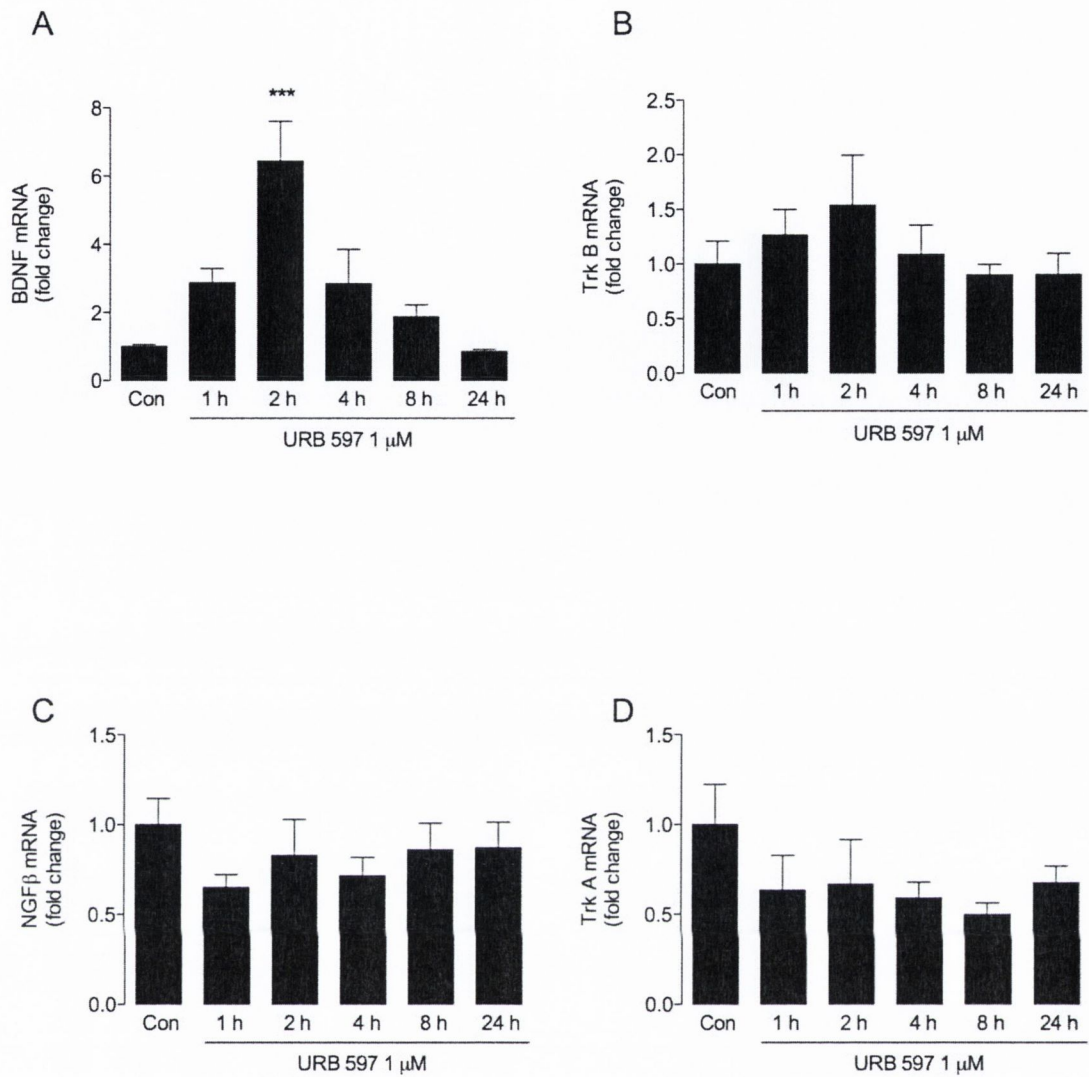 A
BDNF mRNA
(fold change)
***
8
6
4
2
0
Con 1 h 2 h 4 h 8 h 24 h
URB 597 1 μM
B
Trk B mRNA
(fold change)
2.5
2.0
1.5
1.0
0.5
0.0
Con 1 h 2 h 4 h 8 h 24 h
URB 597 1 μM
C
NGFβ mRNA
(fold change)
1.5
1.0
0.5
0.0
Con 1 h 2 h 4 h 8 h 24 h
URB 597 1 μM
D
Trk A mRNA
(fold change)
1.5
1.0
0.5
0.0
Con 1 h 2 h 4 h 8 h 24 h
URB 597 1 μM